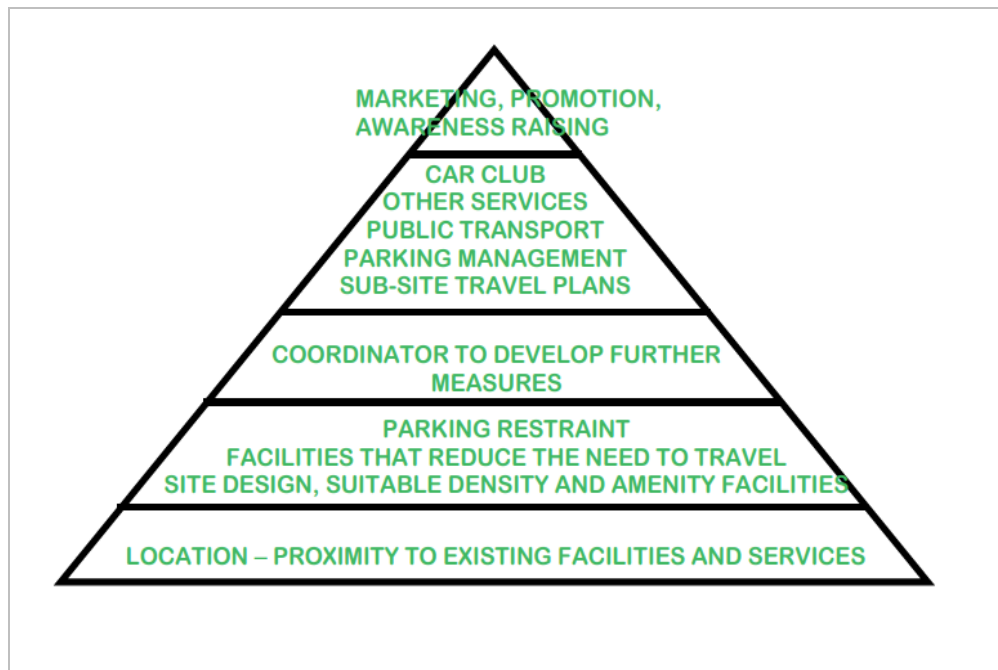 MARKETING, PROMOTION,
AWARENESS RAISING
CAR CLUB
OTHER SERVICES
PUBLIC TRANSPORT
PARKING MANAGEMENT
SUB-SITE TRAVEL PLANS
COORDINATOR TO DEVELOP FURTHER
MEASURES
PARKING RESTRAINT
FACILITIES THAT REDUCE THE NEED TO TRAVEL
SITE DESIGN, SUITABLE DENSITY AND AMENITY FACILITIES
LOCATION – PROXIMITY TO EXISTING FACILITIES AND SERVICES